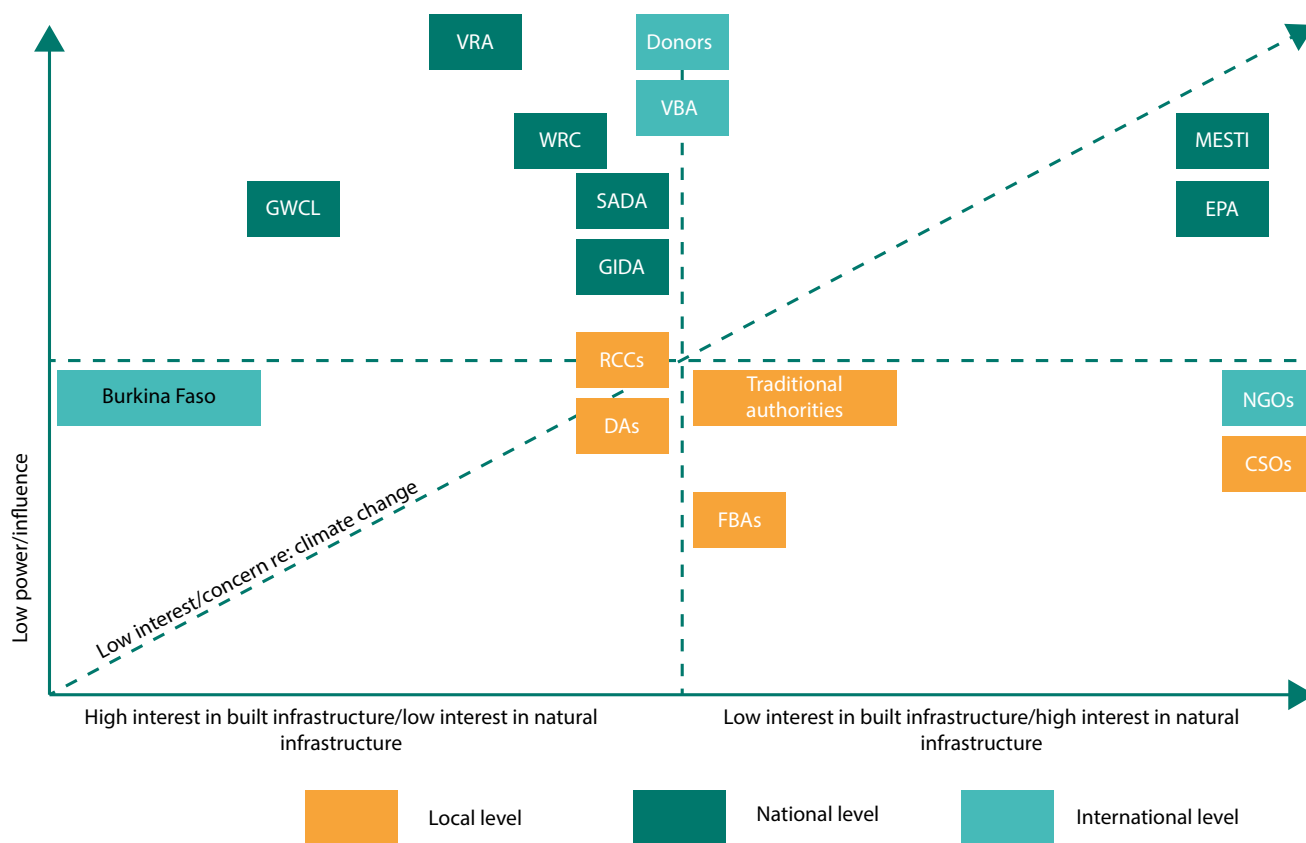 VRA
Donors
VBA
WRC
MESTI
SADA
GWCL
EPA
GIDA
RCCs
Burkina Faso
Traditional
authorities
NGOs
DAs
CSOs
FBAs
Low power/influence
Low interest/concern re: climate change
High interest in built infrastructure/low interest in natural
infrastructure
Low interest in built infrastructure/high interest in natural
infrastructure
Local level
National level
International level